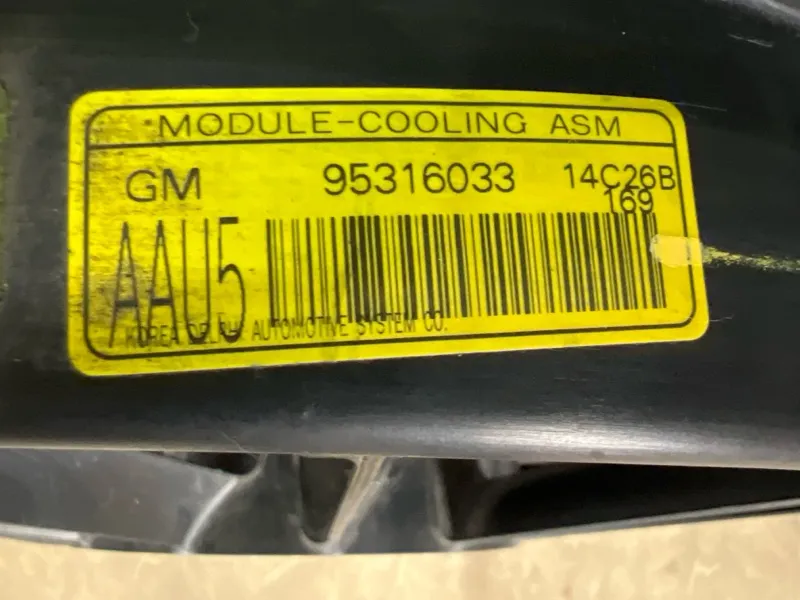 MODULE-COOLING ASM
GM 95316033 14C26B
169
AAU5
KOREA DELPHI AUTOMOTIVE SYSTEM CO.